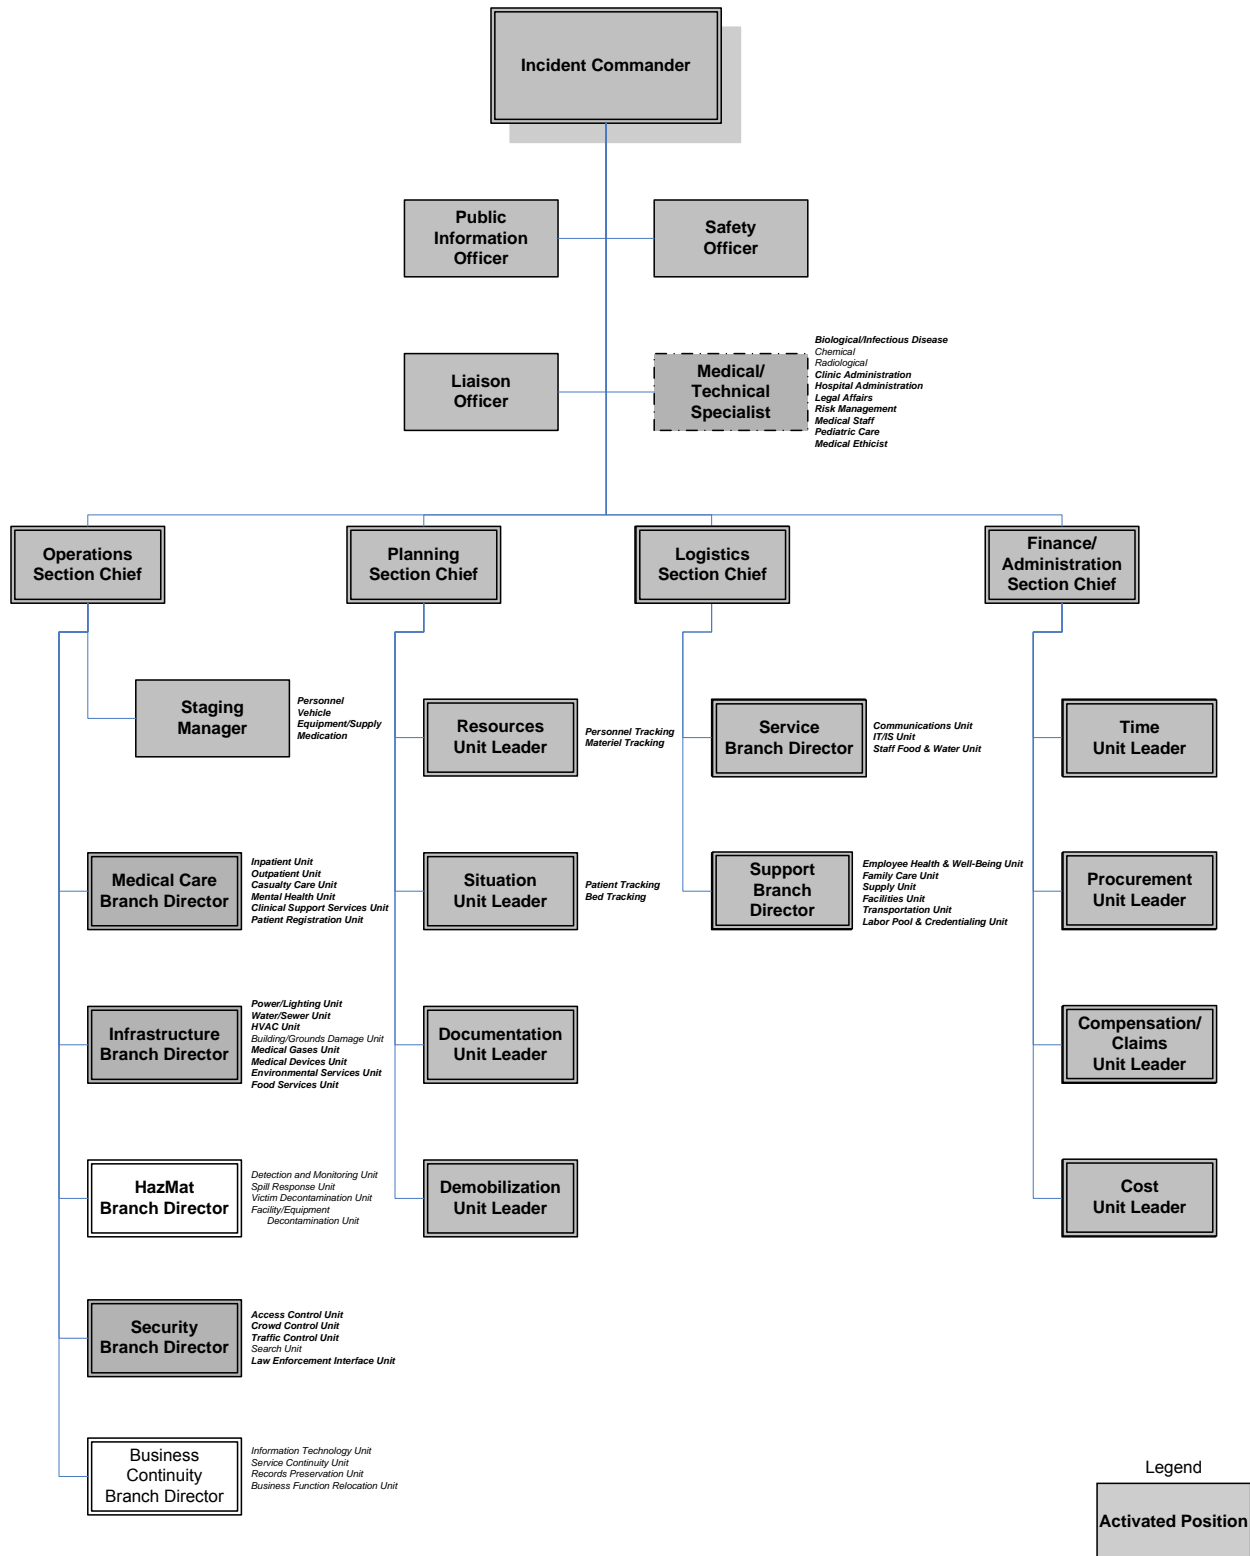 Incident Commander
Public
Information
Officer
Safety
Officer
Liaison
Officer
Medical/
Technical
Specialist
Biological/Infectious Disease
Chemical
Radiological
Clinic Administration
Hospital Administration
Legal Affairs
Risk Management
Medical Staff
Pediatric Care
Medical Ethicist
Operations
Section Chief
Planning
Section Chief
Logistics
Section Chief
Finance/
Administration
Section Chief
Staging
Manager
Personnel
Vehicle
Equipment/Supply
Medication
Resources
Unit Leader
Personnel Tracking
Materiel Tracking
Service
Branch Director
Communications Unit
IT/IS Unit
Staff Food & Water Unit
Time
Unit Leader
Medical Care
Branch Director
Inpatient Unit
Outpatient Unit
Casualty Care Unit
Mental Health Unit
Clinical Support Services Unit
Patient Registration Unit
Situation
Unit Leader
Patient Tracking
Bed Tracking
Support
Branch
Director
Employee Health & Well-Being Unit
Family Care Unit
Supply Unit
Facilities Unit
Transportation Unit
Labor Pool & Credentialing Unit
Procurement
Unit Leader
Infrastructure
Branch Director
Power/Lighting Unit
Water/Sewer Unit
HVAC Unit
Building/Grounds Damage Unit
Medical Gases Unit
Medical Devices Unit
Environmental Services Unit
Food Services Unit
Documentation
Unit Leader
Compensation/
Claims
Unit Leader
HazMat
Branch Director
Detection and Monitoring Unit
Spill Response Unit
Victim Decontamination Unit
Facility/Equipment
Decontamination Unit
Demobilization
Unit Leader
Cost
Unit Leader
Security
Branch Director
Access Control Unit
Crowd Control Unit
Traffic Control Unit
Search Unit
Law Enforcement Interface Unit
Business
Continuity
Branch Director
Information Technology Unit
Service Continuity Unit
Records Preservation Unit
Business Function Relocation Unit
Legend
Activated Position